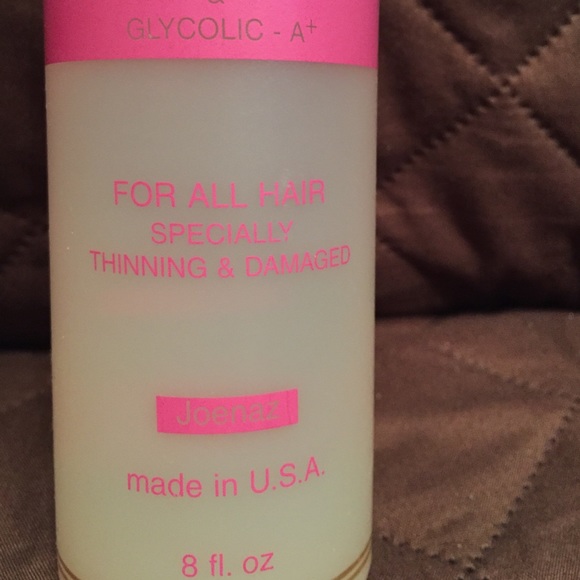 &
GLYCOLIC - A+
FOR ALL HAIR
SPECIALLY
THINNING & DAMAGED
Joenaz
made in U.S.A.
8 fl. oz